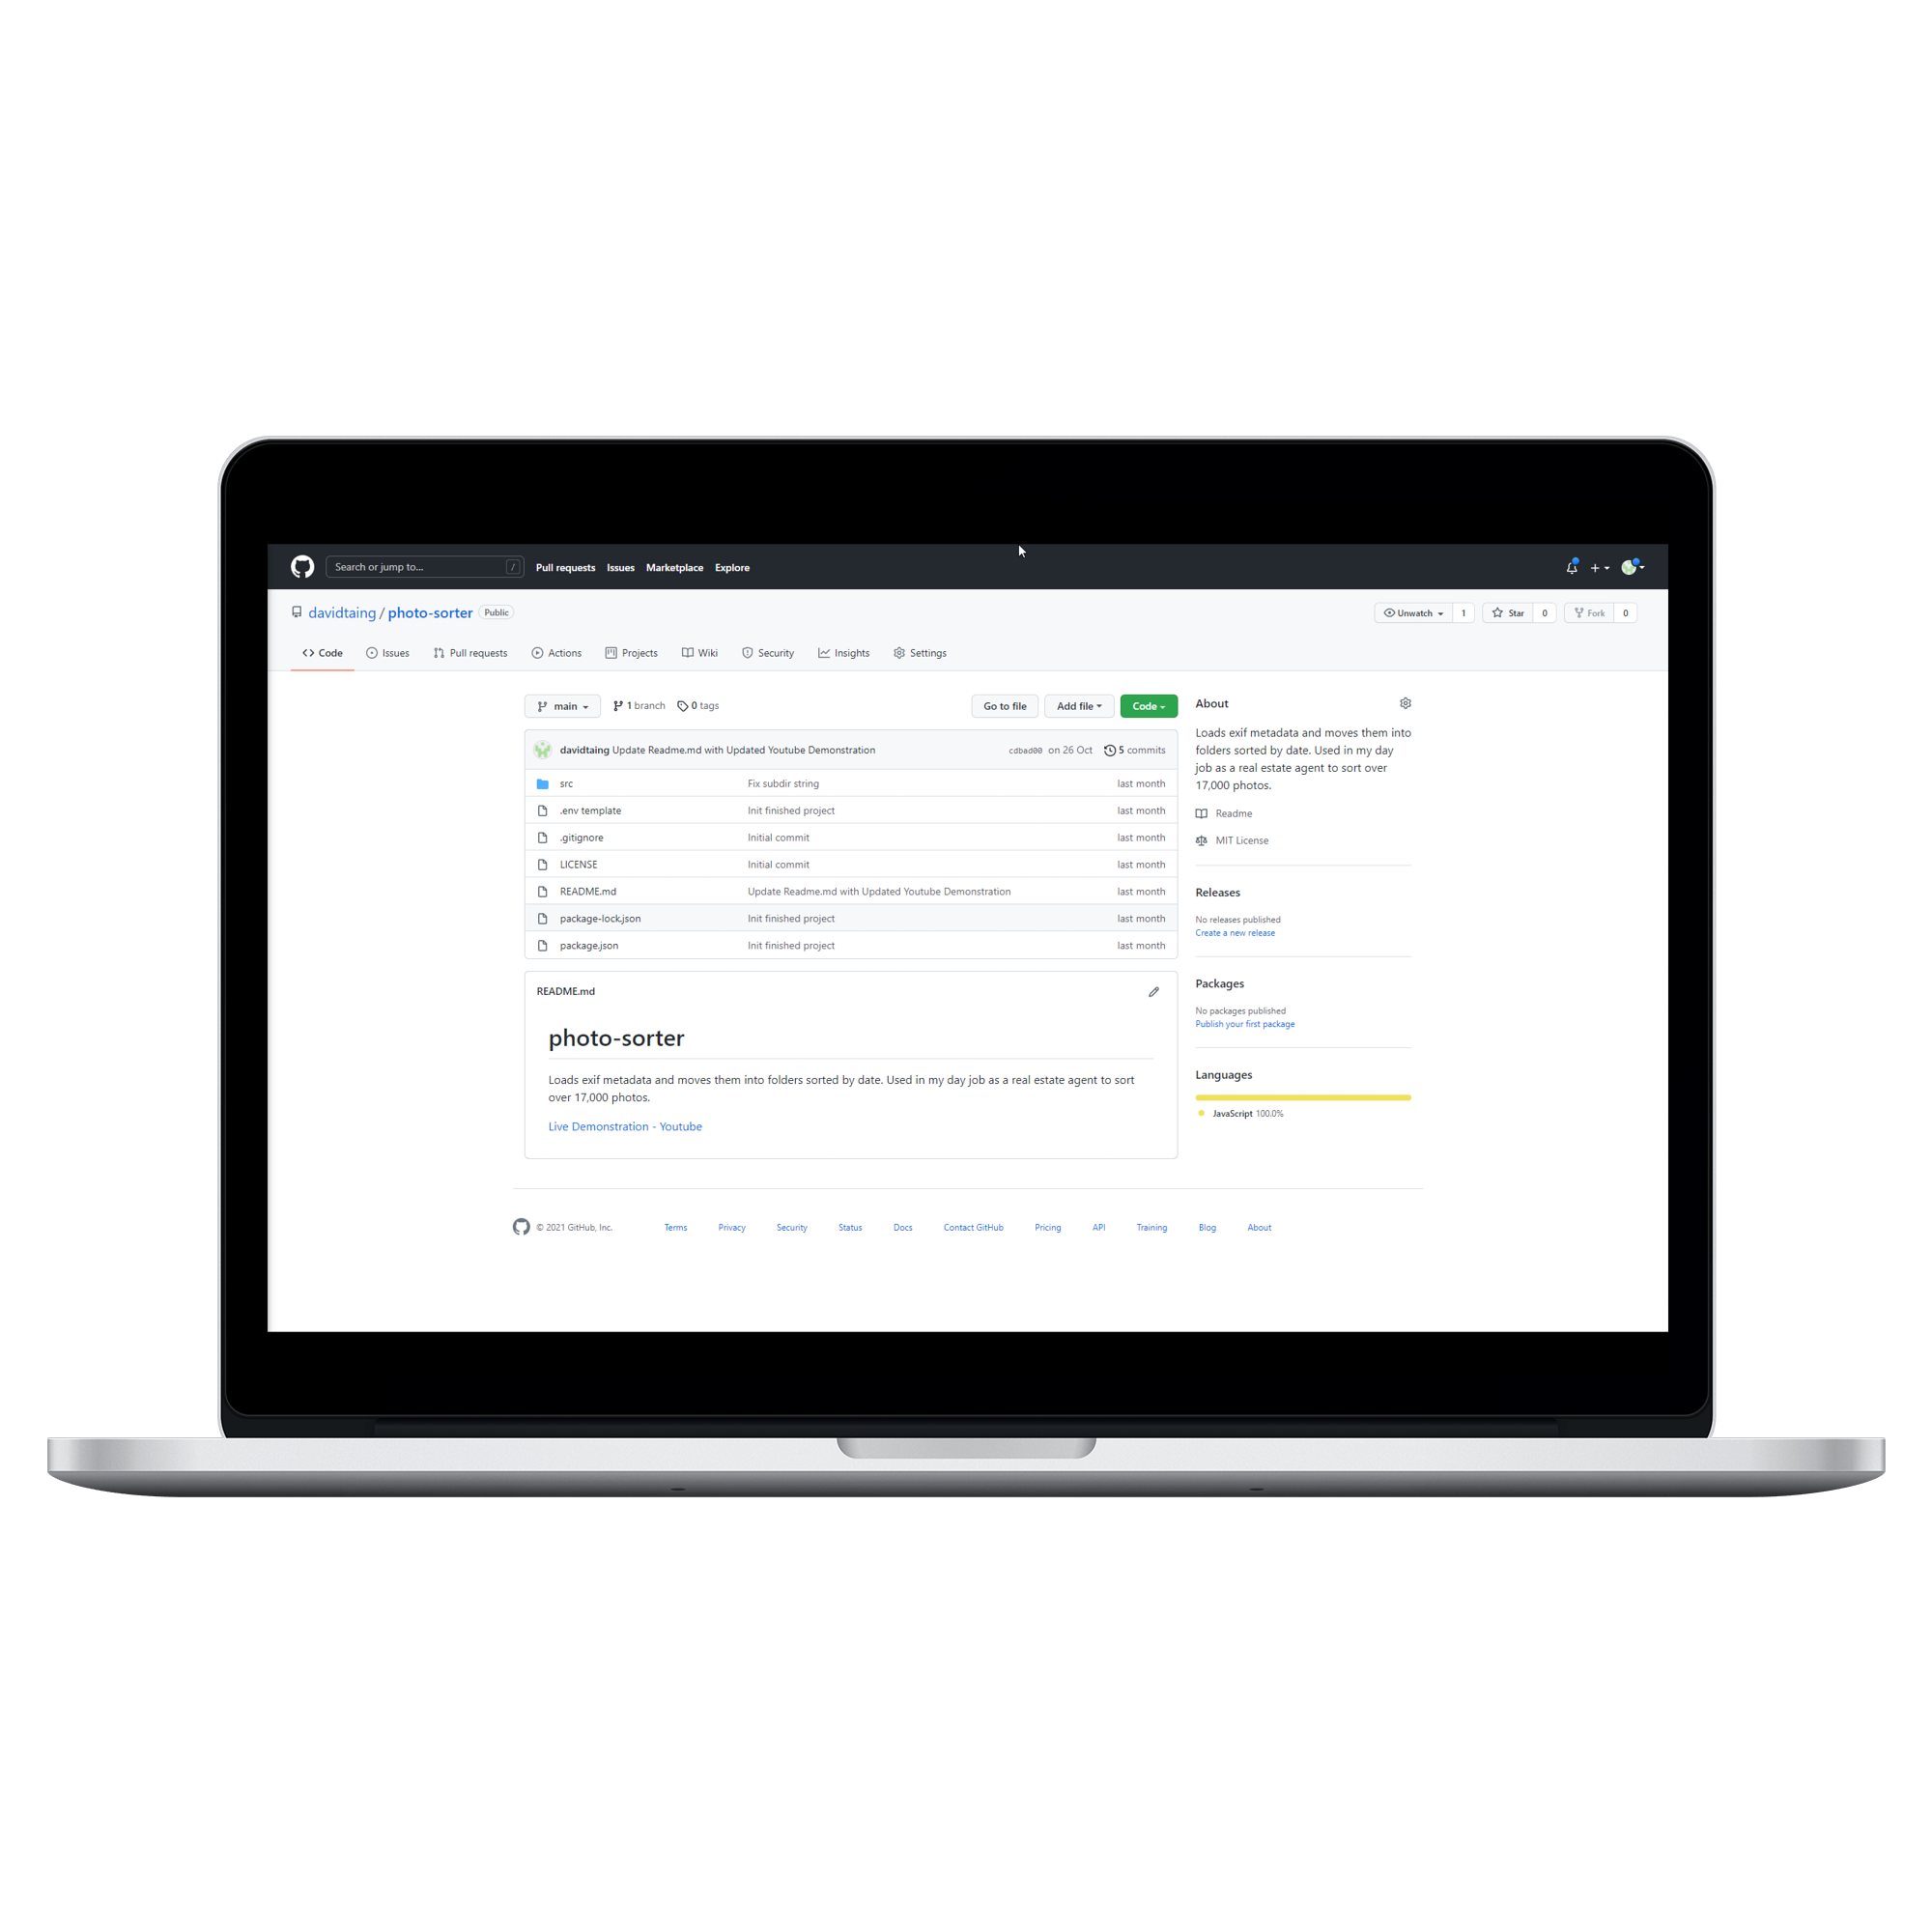 Search or jump to... /
Pull requests Issues Marketplace Explore
davidtaing / photo-sorter Public
Unwatch 1 Star 0 Fork 0
Code Issues Pull requests Actions Projects Wiki Security Insights Settings
main 1 branch 0 tags
Go to file Add file Code
davidtaing Update Readme.md with Updated Youtube Demonstration cdbad00 on 26 Oct 5 commits
src Fix subdir string last month
.env template Init finished project last month
.gitignore Initial commit last month
LICENSE Initial commit last month
README.md Update Readme.md with Updated Youtube Demonstration last month
package-lock.json Init finished project last month
package.json Init finished project last month
README.md
photo-sorter
Loads exif metadata and moves them into folders sorted by date. Used in my day job as a real estate agent to sort
over 17,000 photos.
Live Demonstration - Youtube
About
Loads exif metadata and moves them into
folders sorted by date. Used in my day
job as a real estate agent to sort over
17,000 photos.
Readme
MIT License
Releases
No releases published
Create a new release
Packages
No packages published
Publish your first package
Languages
JavaScript 100.0%
© 2021 GitHub, Inc. Terms Privacy Security Status Docs Contact GitHub Pricing API Training Blog About